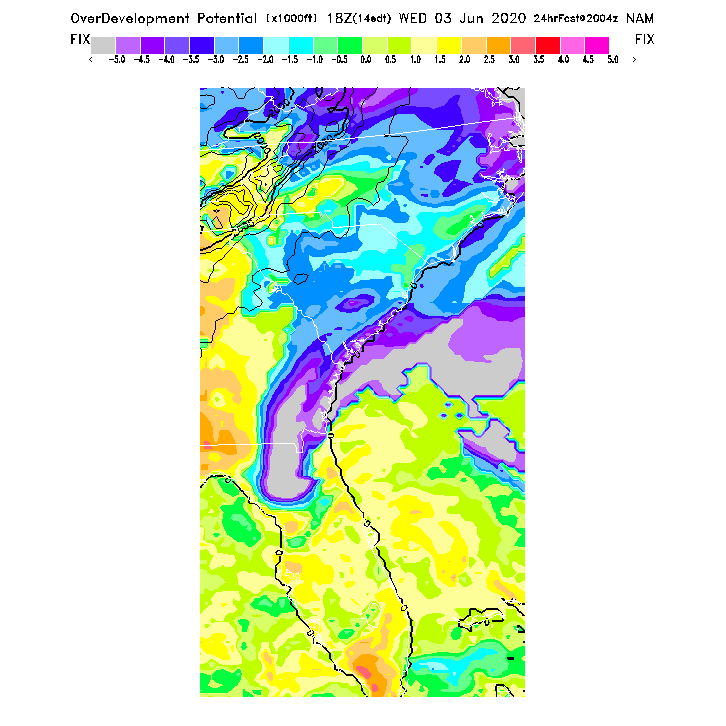 OverDevelopment Potential [x1000ft] 18Z(14edt) WED 03 Jun 2020 24hrFcst@2004z NAM
FIX FIX
< -5.0 -4.5 -4.0 -3.5 -3.0 -2.5 -2.0 -1.5 -1.0 -0.5 0.5 1.0 1.5 2.0 2.5 3.0 3.5 4.0 4.5 5.0 >